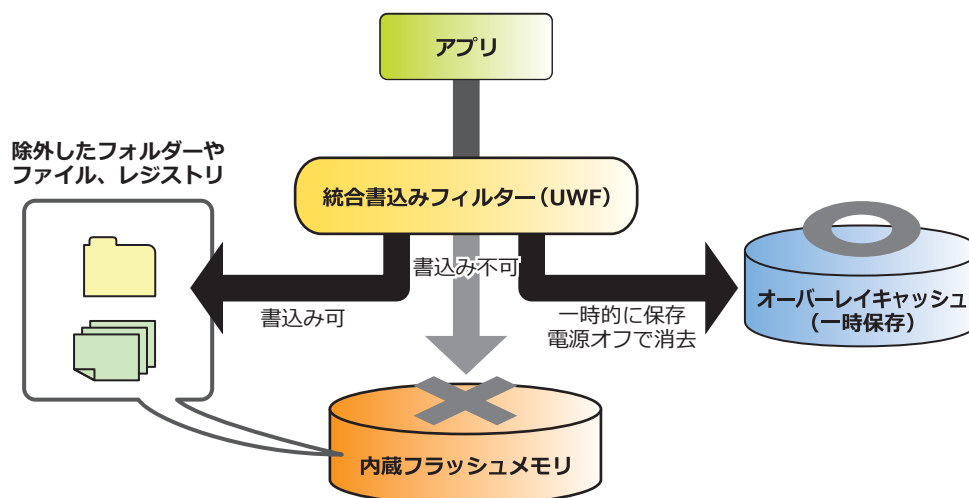 アプリ
除外したフォルダーや
ファイル、レジストリ
統合書込みフィルター(UWF)
書込み不可
書込み可
一時的に保存
電源オフで消去
オーバーレイキャッシュ
(一時保存)
内蔵フラッシュメモリ